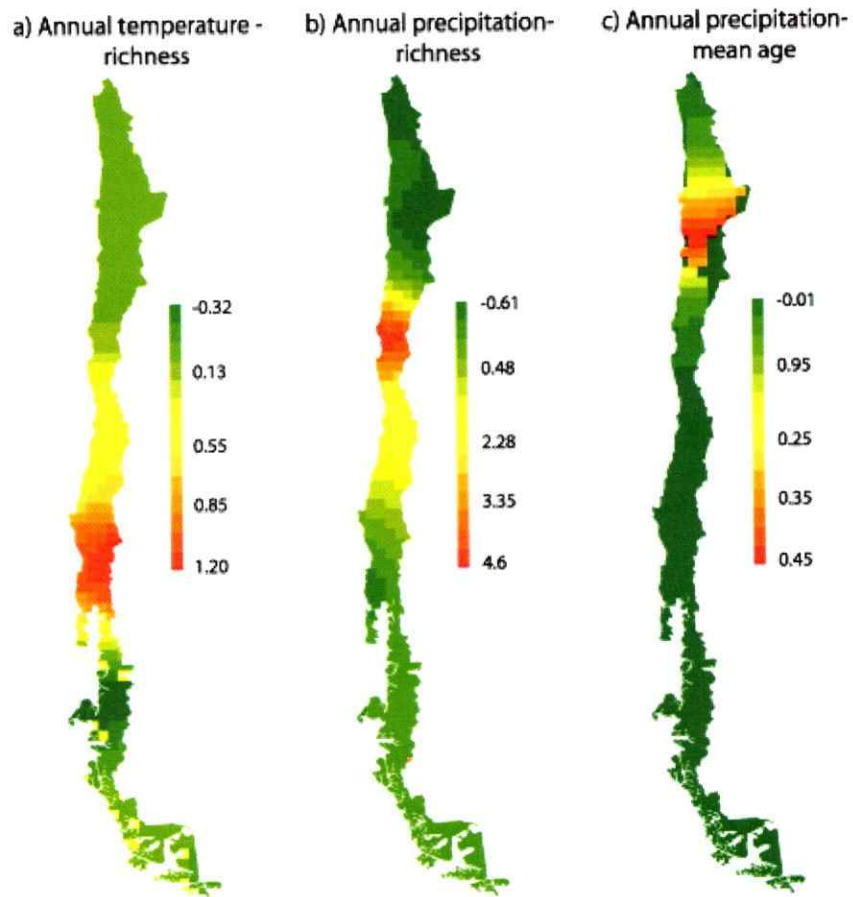 a) Annual temperature -
richness
b) Annual precipitation-
richness
c) Annual precipitation-
mean age
-0.32
0.13
0.55
0.85
1.20
-0.61
0.48
2.28
3.35
4.6
-0.01
0.95
0.25
0.35
0.45